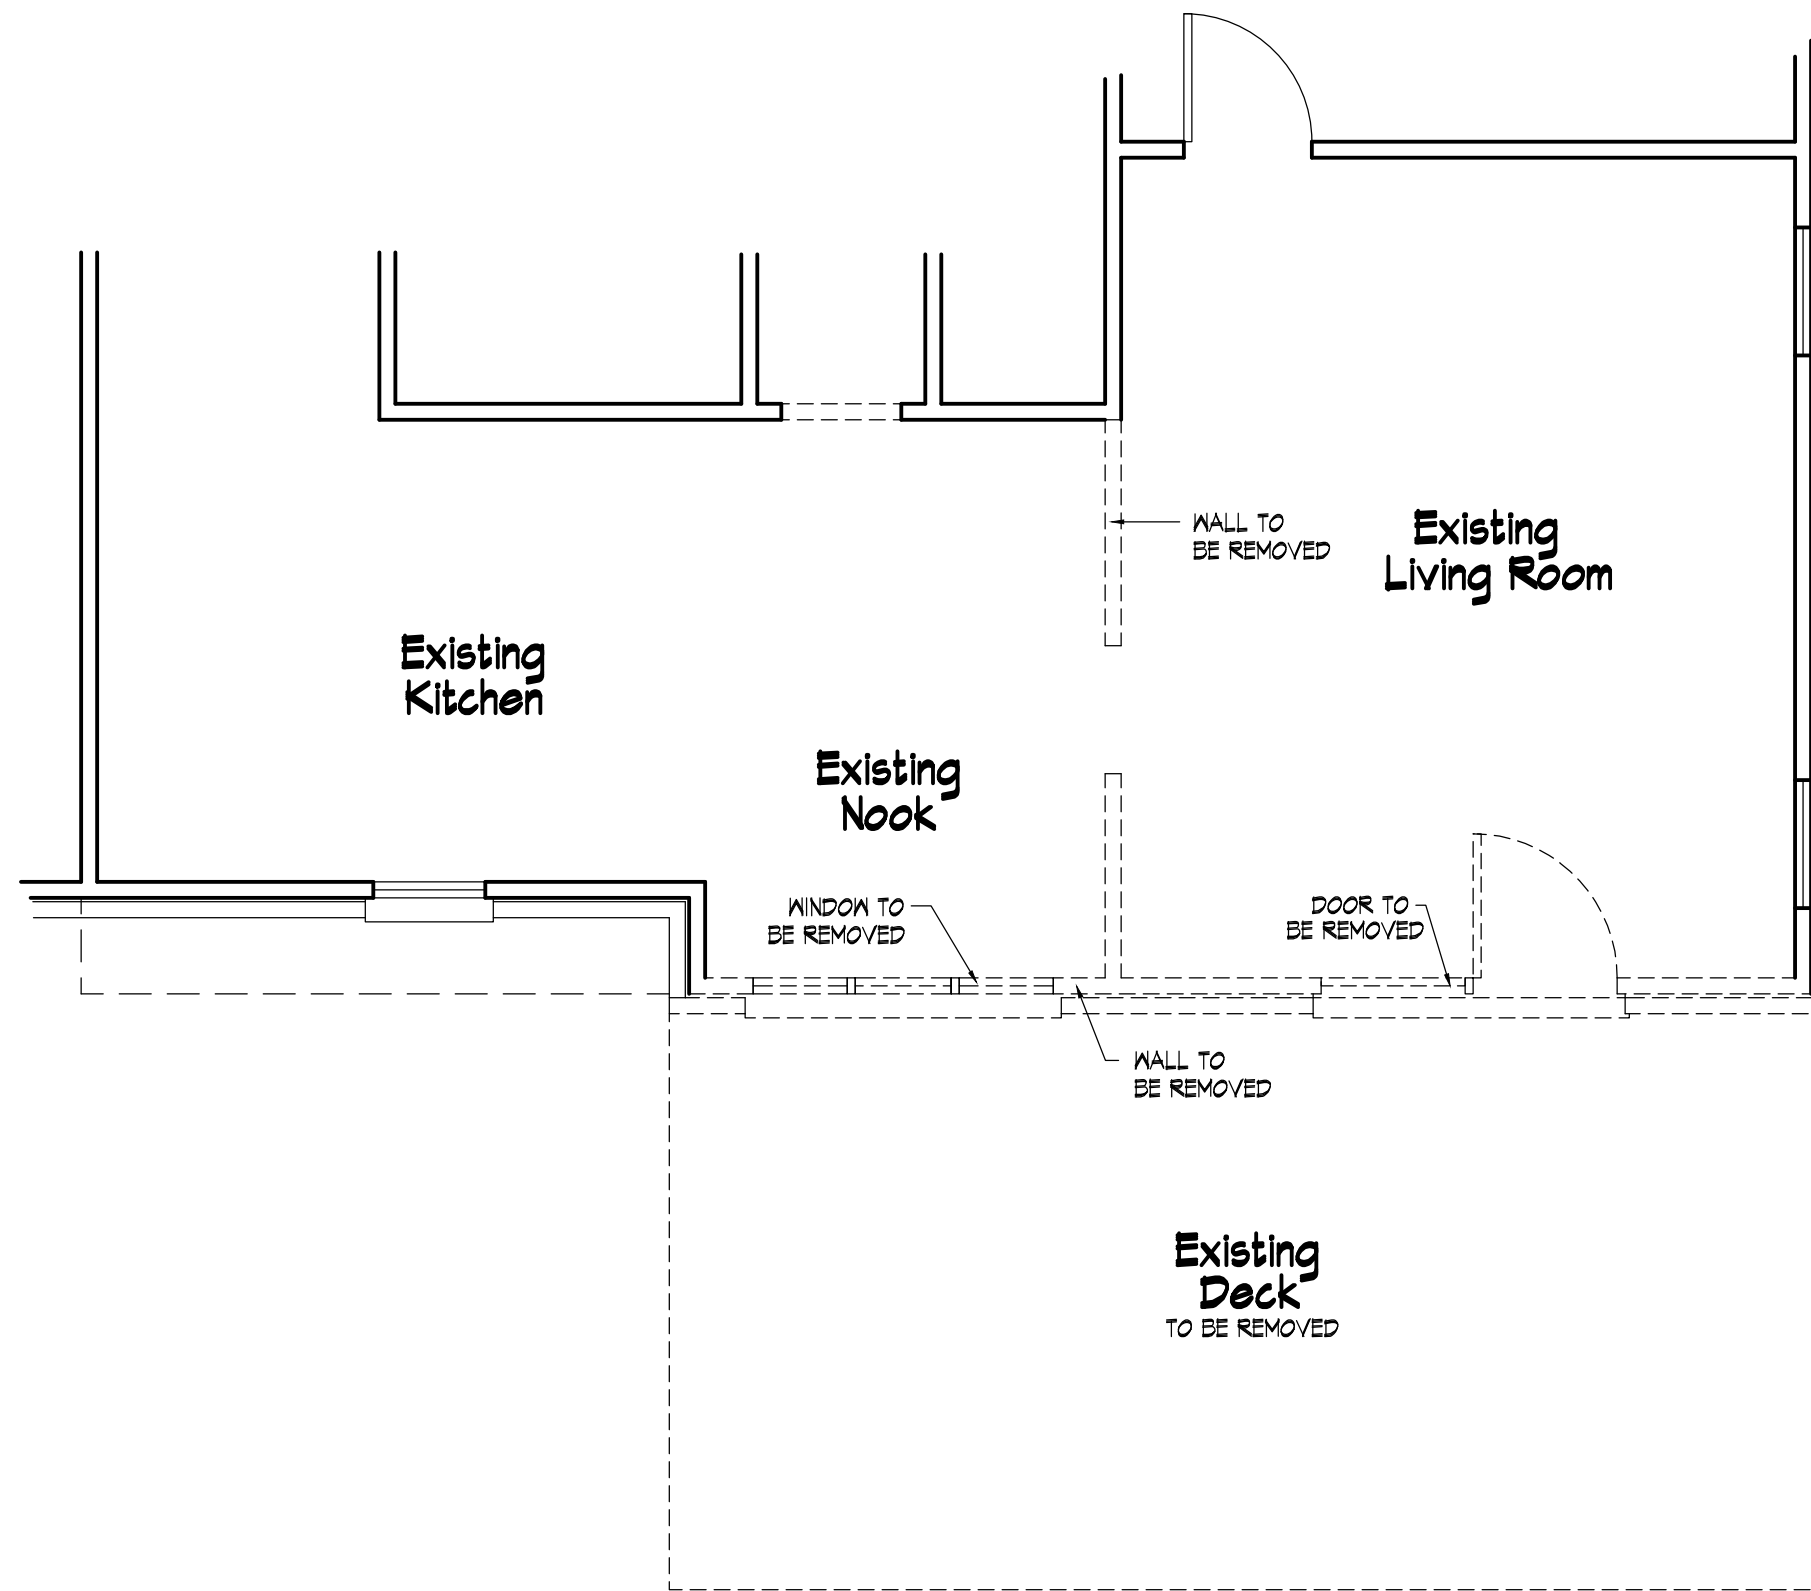 WALL TO
BE REMOVED
Existing
Living Room
Existing
Kitchen
Existing
Nook
WINDOW TO
BE REMOVED
DOOR TO
BE REMOVED
WALL TO
BE REMOVED
Existing
Deck
TO BE REMOVED